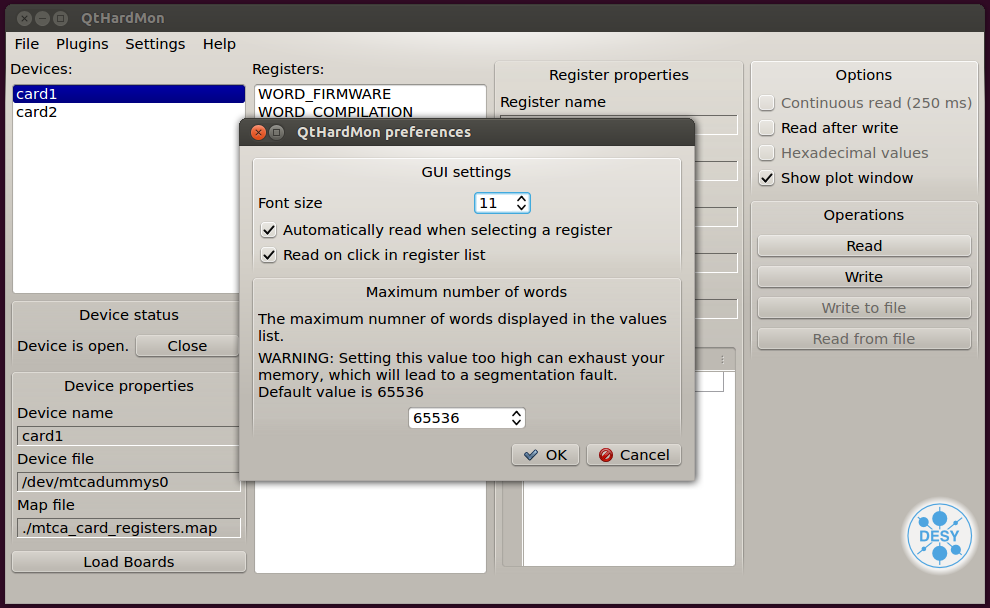 QtHardMon
File Plugins Settings Help
Devices:
card1
card2
Device status
Device is open. Close
Device properties
Device name
card1
Device file
/dev/mtcadummys0
Map file
./mtca_card_registers.map
Load Boards
Registers:
WORD_FIRMWARE
WORD_COMPILATION
Register properties
Register name
QtHardMon preferences
GUI settings
Font size 11
Automatically read when selecting a register
Read on click in register list
Maximum number of words
The maximum numner of words displayed in the values
list.
WARNING: Setting this value too high can exhaust your
memory, which will lead to a segmentation fault.
Default value is 65536
65536
OK Cancel
Options
Continuous read (250 ms)
Read after write
Hexadecimal values
Show plot window
Operations
Read
Write
Write to file
Read from file
DESY